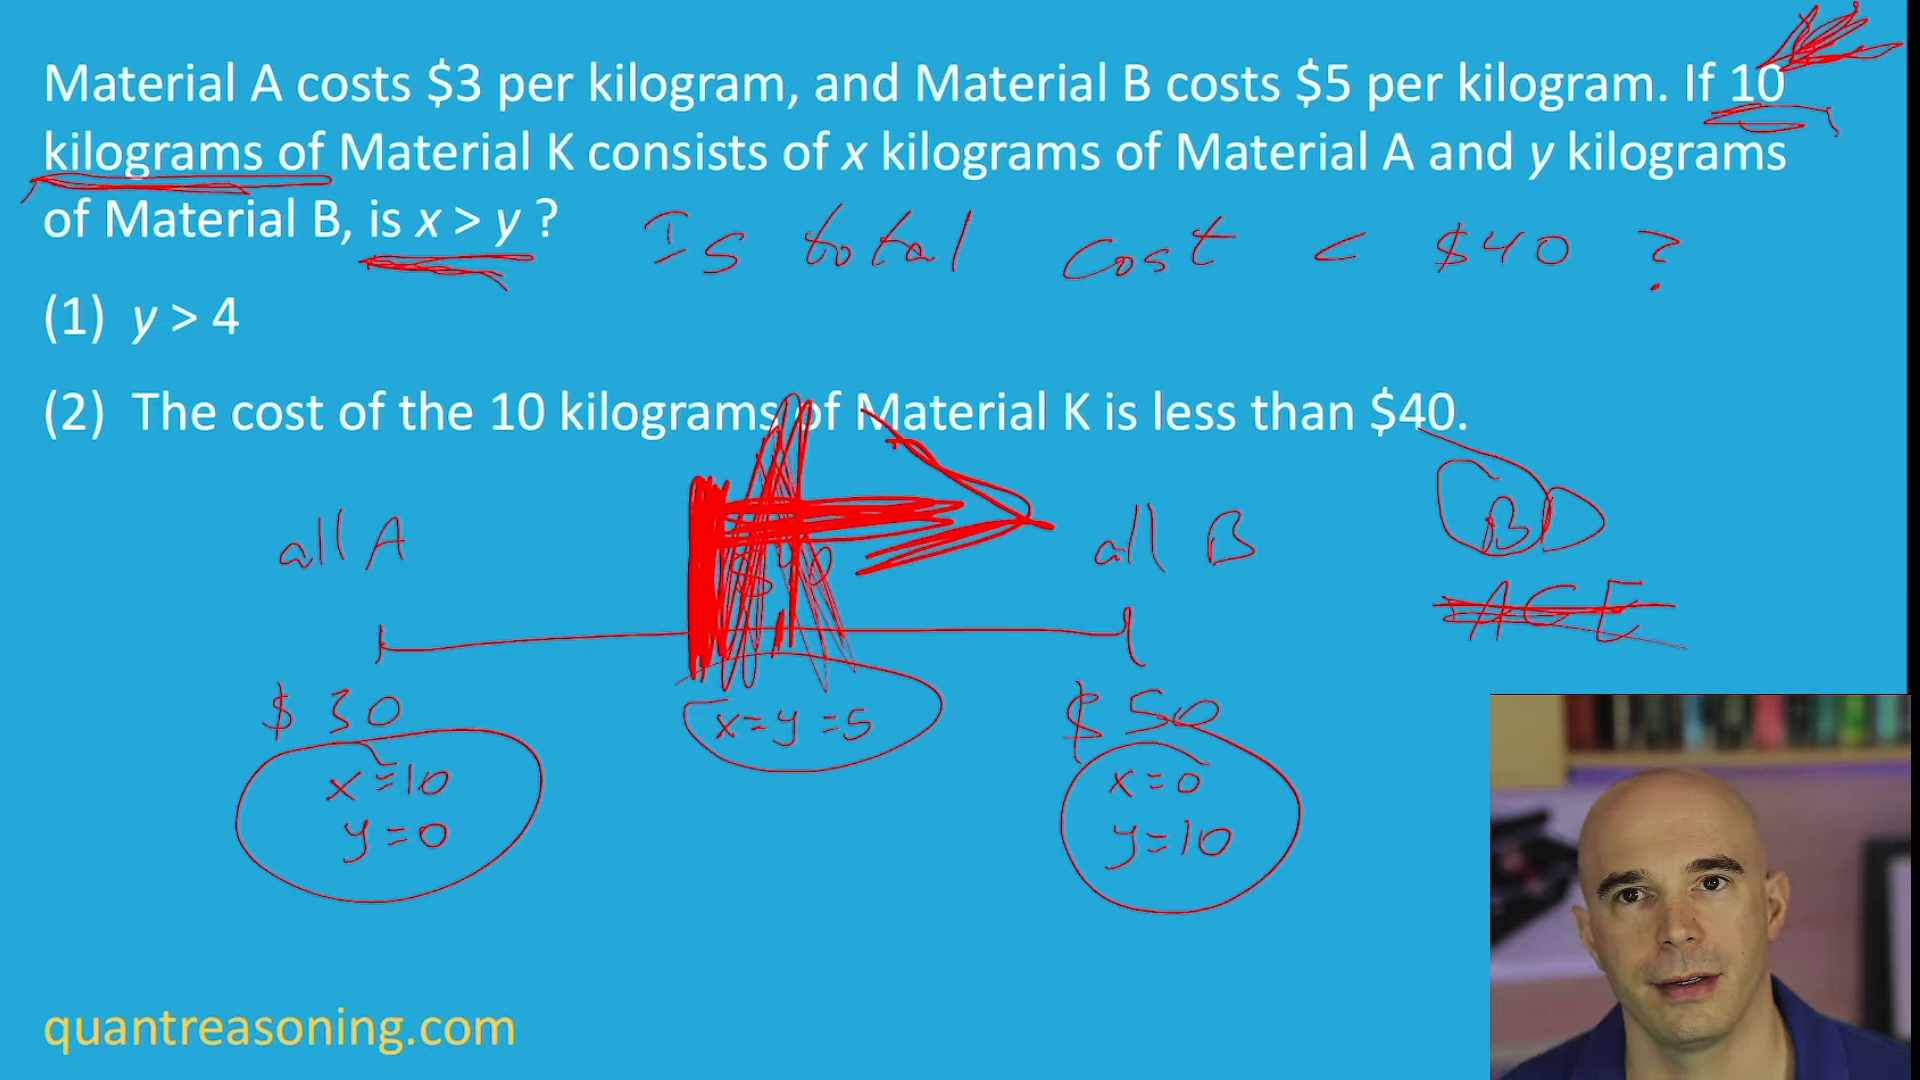 Material A costs $3 per kilogram, and Material B costs $5 per kilogram. If 10
kilograms of Material K consists of x kilograms of Material A and y kilograms
of Material B, is x > y ?
Is total cost < $40 ?
(1) y > 4
(2) The cost of the 10 kilograms of Material K is less than $40.
all A
$40
all B
BD
ACE
$30
x=y=5
$50
x=10
x=0
y=0
y=10
quantreasoning.com